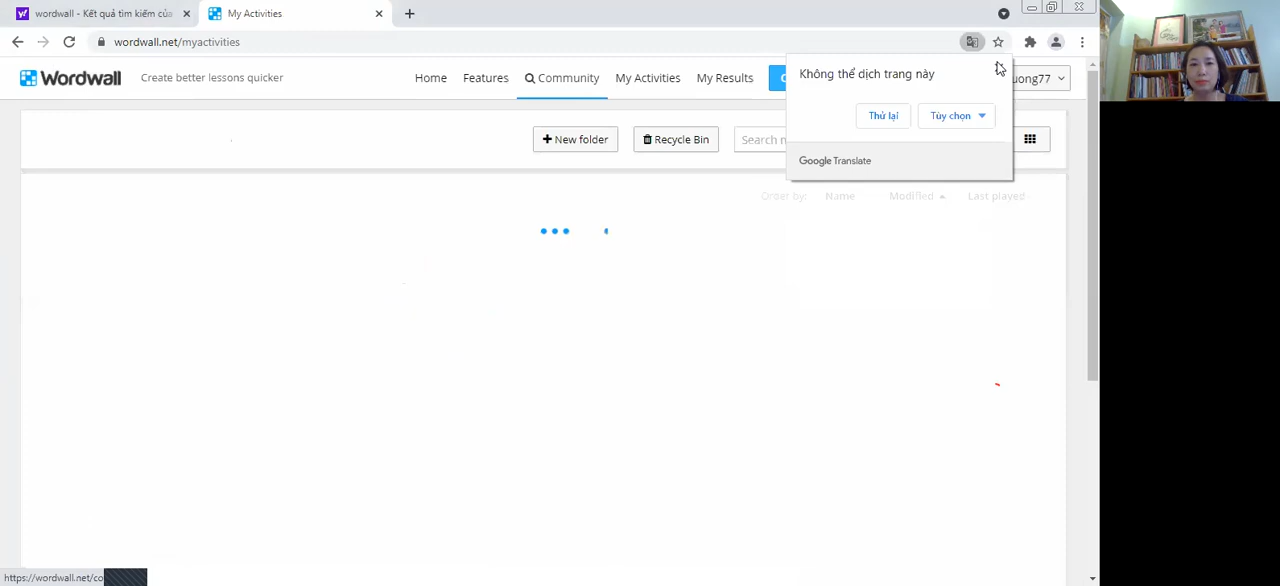 wordwall - Kết quả tìm kiếm củ
My Activities
wordwall.net/myactivities
Wordwall
Create better lessons quicker
Home
Features
Community
My Activities
My Results
uong77
Không thể dịch trang này
Thử lại
Tùy chọn
Google Translate
New folder
Recycle Bin
Search
Order by:
Name
Modified
Last played
https://wordwall.net/co